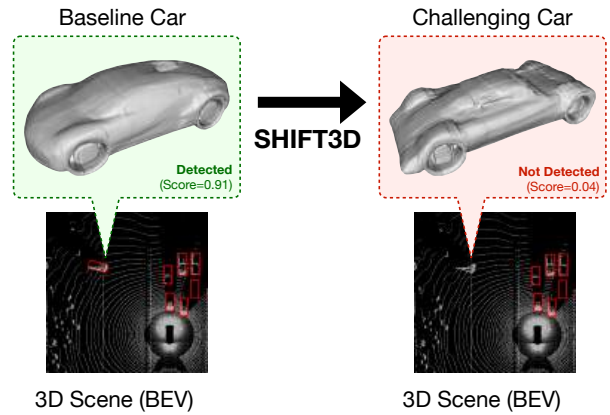 Baseline Car
Challenging Car
SHIFT3D
Detected
(Score=0.91)
Not Detected
(Score=0.04)
3D Scene (BEV)
3D Scene (BEV)